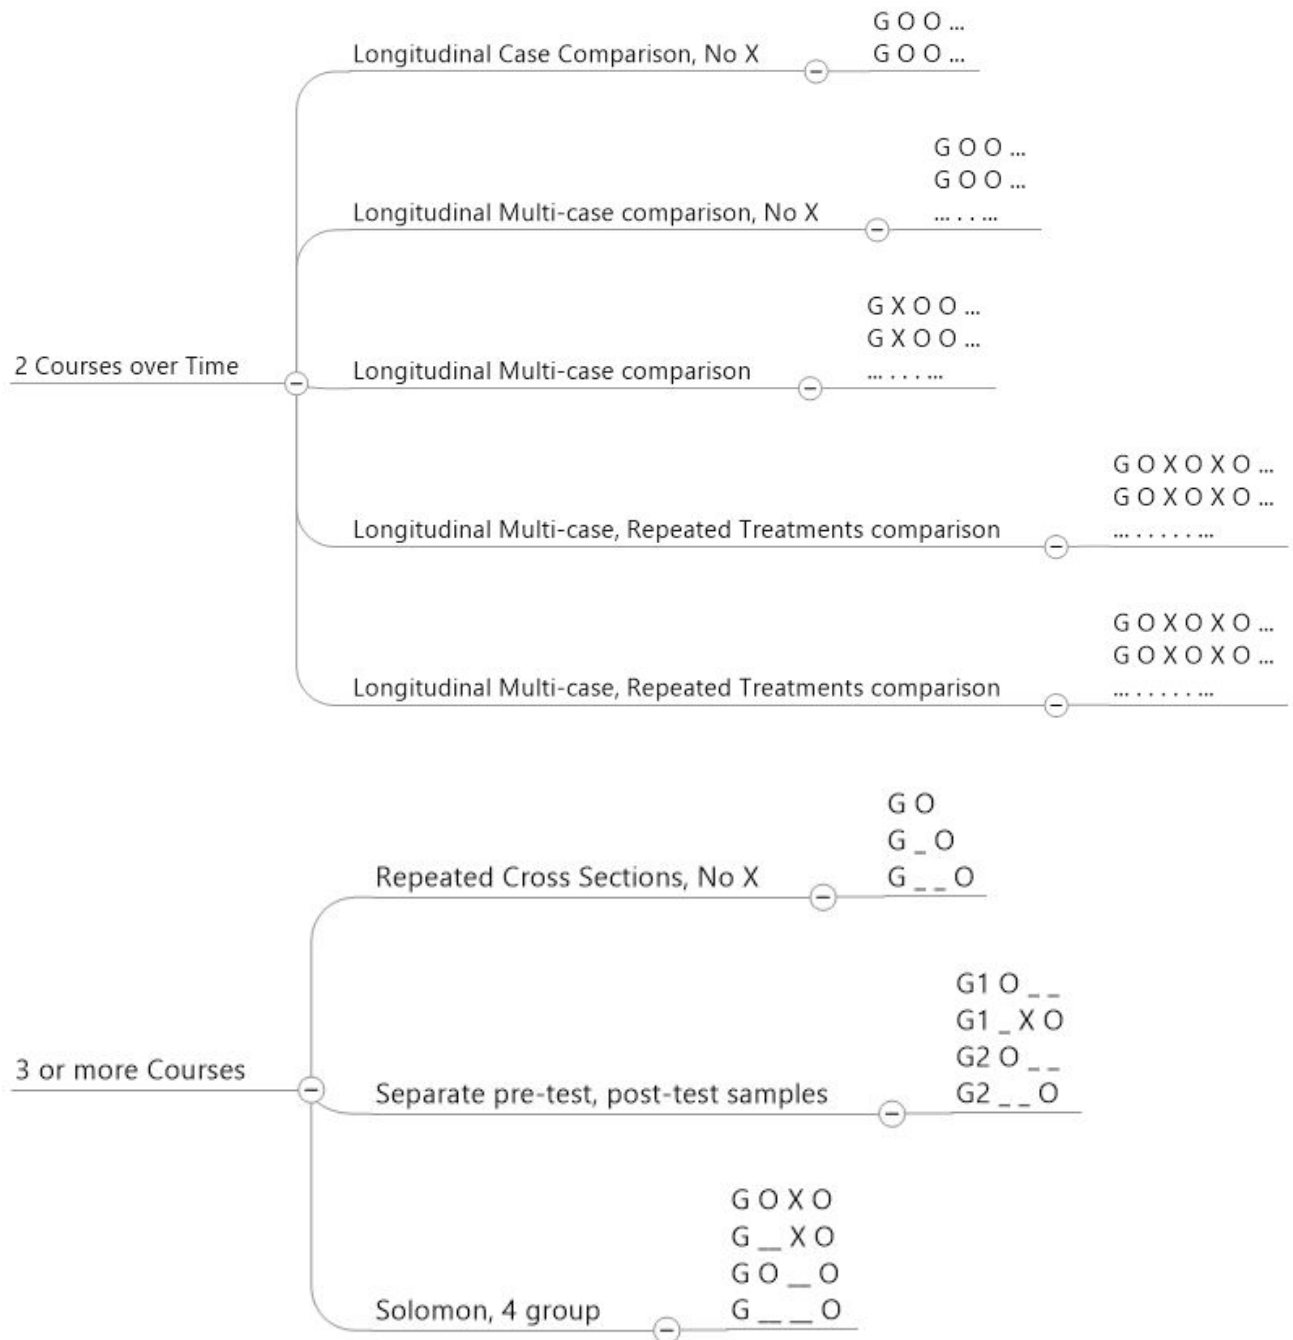 G O O ...
Longitudinal Case Comparison, No X
G O O ...
G O O ...
G O O ...
Longitudinal Multi-case comparison, No X
... . . ...
G X O O ...
G X O O ...
2 Courses over Time
Longitudinal Multi-case comparison
... . . . ...
G O X O X O ...
G O X O X O ...
Longitudinal Multi-case, Repeated Treatments comparison
... . . . . . ...
G O X O X O ...
G O X O X O ...
Longitudinal Multi-case, Repeated Treatments comparison
... . . . . . ...
G O
G _ O
Repeated Cross Sections, No X
G _ _ O
G1 O _ _
G1 _ X O
G2 O _ _
3 or more Courses
Separate pre-test, post-test samples
G2 _ _ O
G O X O
G __ X O
G O __ O
Solomon, 4 group
G __ __ O